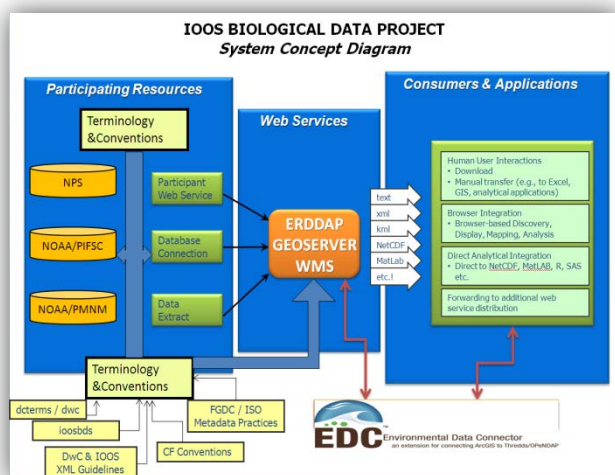 IOOS BIOLOGICAL DATA PROJECT
System Concept Diagram
Participating Resources
Terminology
&Conventions
NPS
NOAA/PIFSC
NOAA/PMNM
Participant
Web Service
Database
Connection
Data
Extract
Terminology
&Conventions
dcterms / dwc
ioosbds
DwC & IOOS
XML Guidelines
CF Conventions
FGDC / ISO
Metadata Practices
Web Services
ERDDAP
GEOSERVER
WMS
text
xml
kml
NetCDF
MatLab
etc.!
Consumers & Applications
Human User Interactions
• Download
• Manual transfer (e.g., to Excel,
GIS, analytical applications)
Browser Integration
• Browser-based Discovery,
Display, Mapping, Analysis
Direct Analytical Integration
• Direct to NetCDF, MatLAB, R, SAS
etc.
Forwarding to additional web
service distribution
EDC Environmental Data Connector
an extension for connecting ArcGIS to Thredds/OPeNDAP